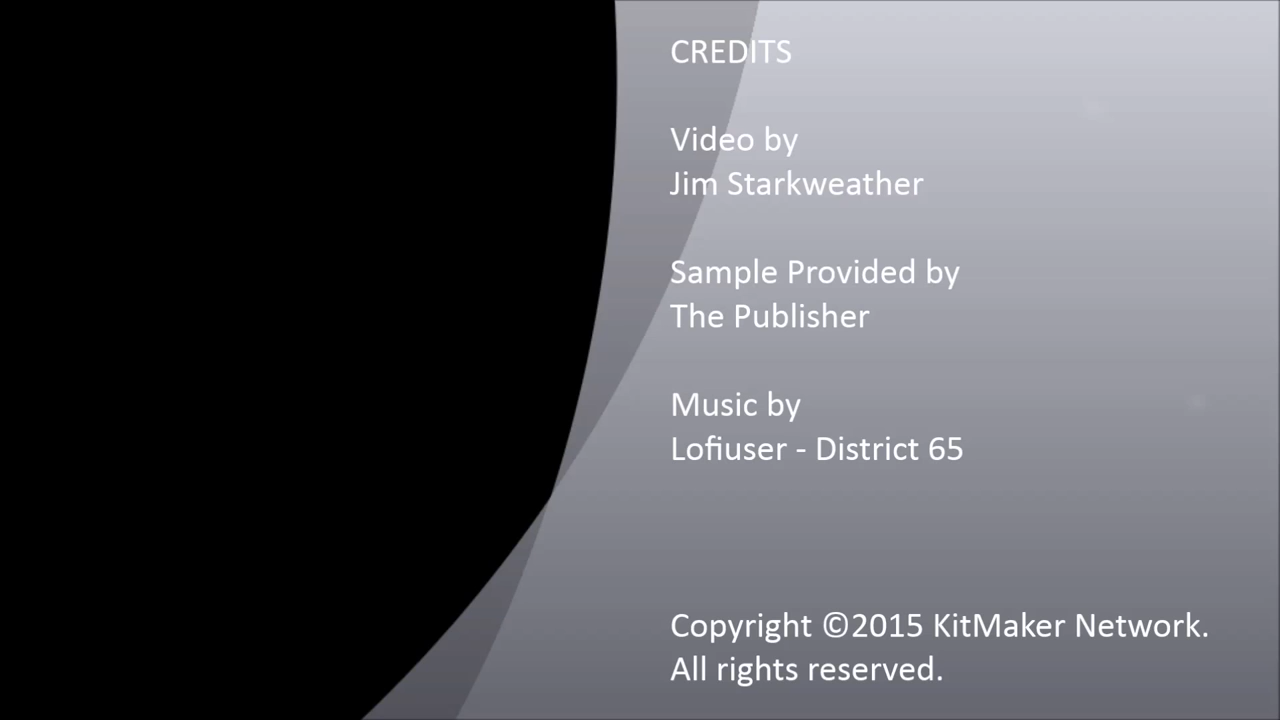 CREDITS
Video by
Jim Starkweather
Sample Provided by
The Publisher
Music by
Lofiuser - District 65
Copyright ©2015 KitMaker Network.
All rights reserved.